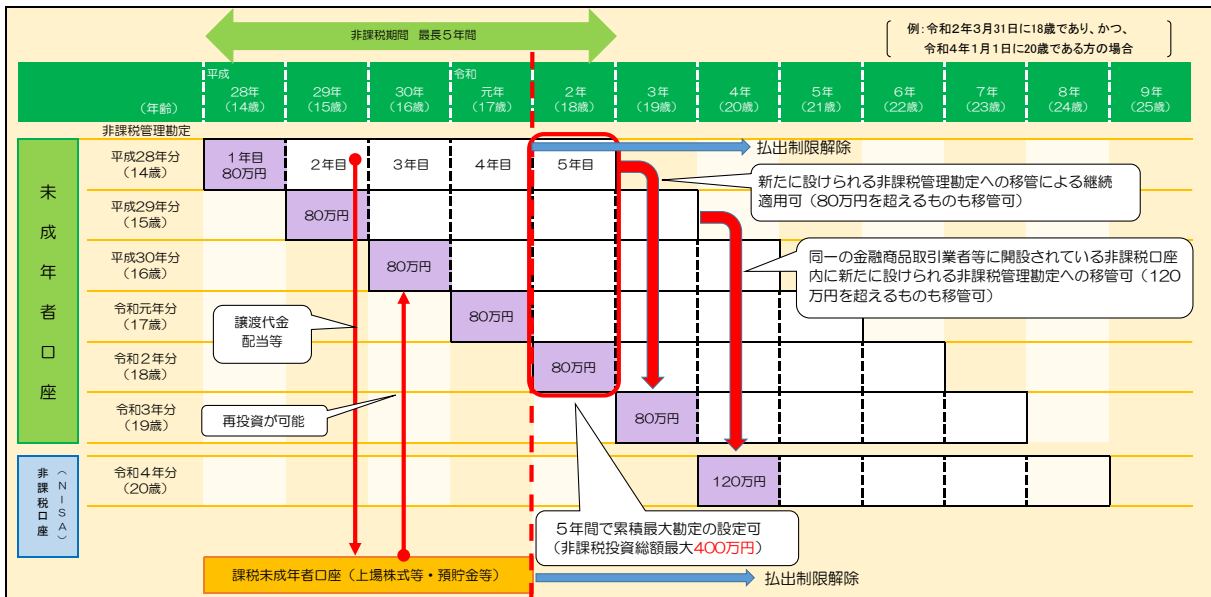 非課税期間 最長5年間
例:令和2年3月31日に18歳であり、かつ、
令和4年1月1日に20歳である方の場合
平成
令和
(年齢)
28年
(14歳)
29年
(15歳)
30年
(16歳)
元年
(17歳)
2年
(18歳)
3年
(19歳)
4年
(20歳)
5年
(21歳)
6年
(22歳)
7年
(23歳)
8年
(24歳)
9年
(25歳)
非課税管理勘定
未成年者口座
平成28年分
(14歳)
1年目
80万円
2年目
3年目
4年目
5年目
払出制限解除
新たに設けられる非課税管理勘定への移管による継続
適用可(80万円を超えるものも移管可)
平成29年分
(15歳)
80万円
平成30年分
(16歳)
80万円
同一の金融商品取引業者等に開設されている非課税口座
内に新たに設けられる非課税管理勘定への移管可(120
万円を超えるものも移管可)
令和元年分
(17歳)
80万円
譲渡代金
配当等
令和2年分
(18歳)
80万円
令和3年分
(19歳)
80万円
再投資が可能
非課税口座
(NISA)
令和4年分
(20歳)
120万円
5年間で累積最大勘定の設定可
(非課税投資総額最大400万円)
課税未成年者口座(上場株式等・預貯金等)
払出制限解除